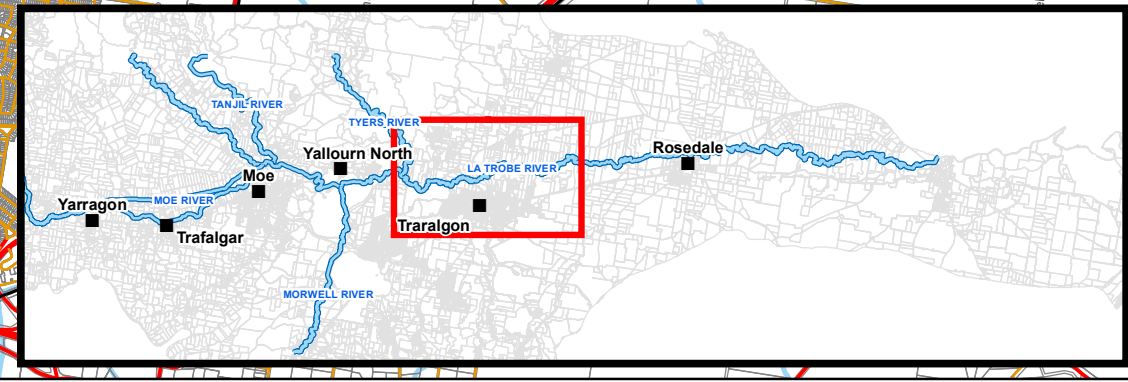 TANJIL RIVER
TYERS RIVER
Yallourn North
Rosedale
LA TROBE RIVER
Moe
MOE RIVER
Yarragon
Traralgon
Trafalgar
MORWELL RIVER